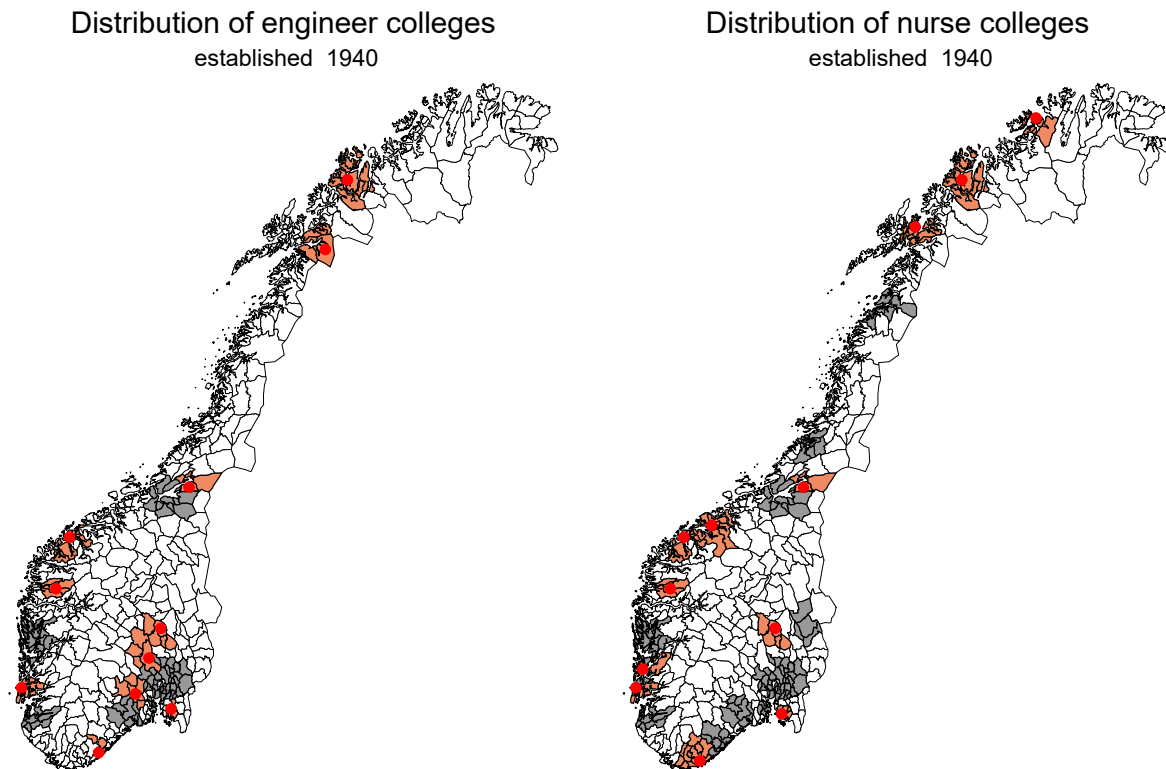 Distribution of engineer colleges
established 1940
Distribution of nurse colleges
established 1940